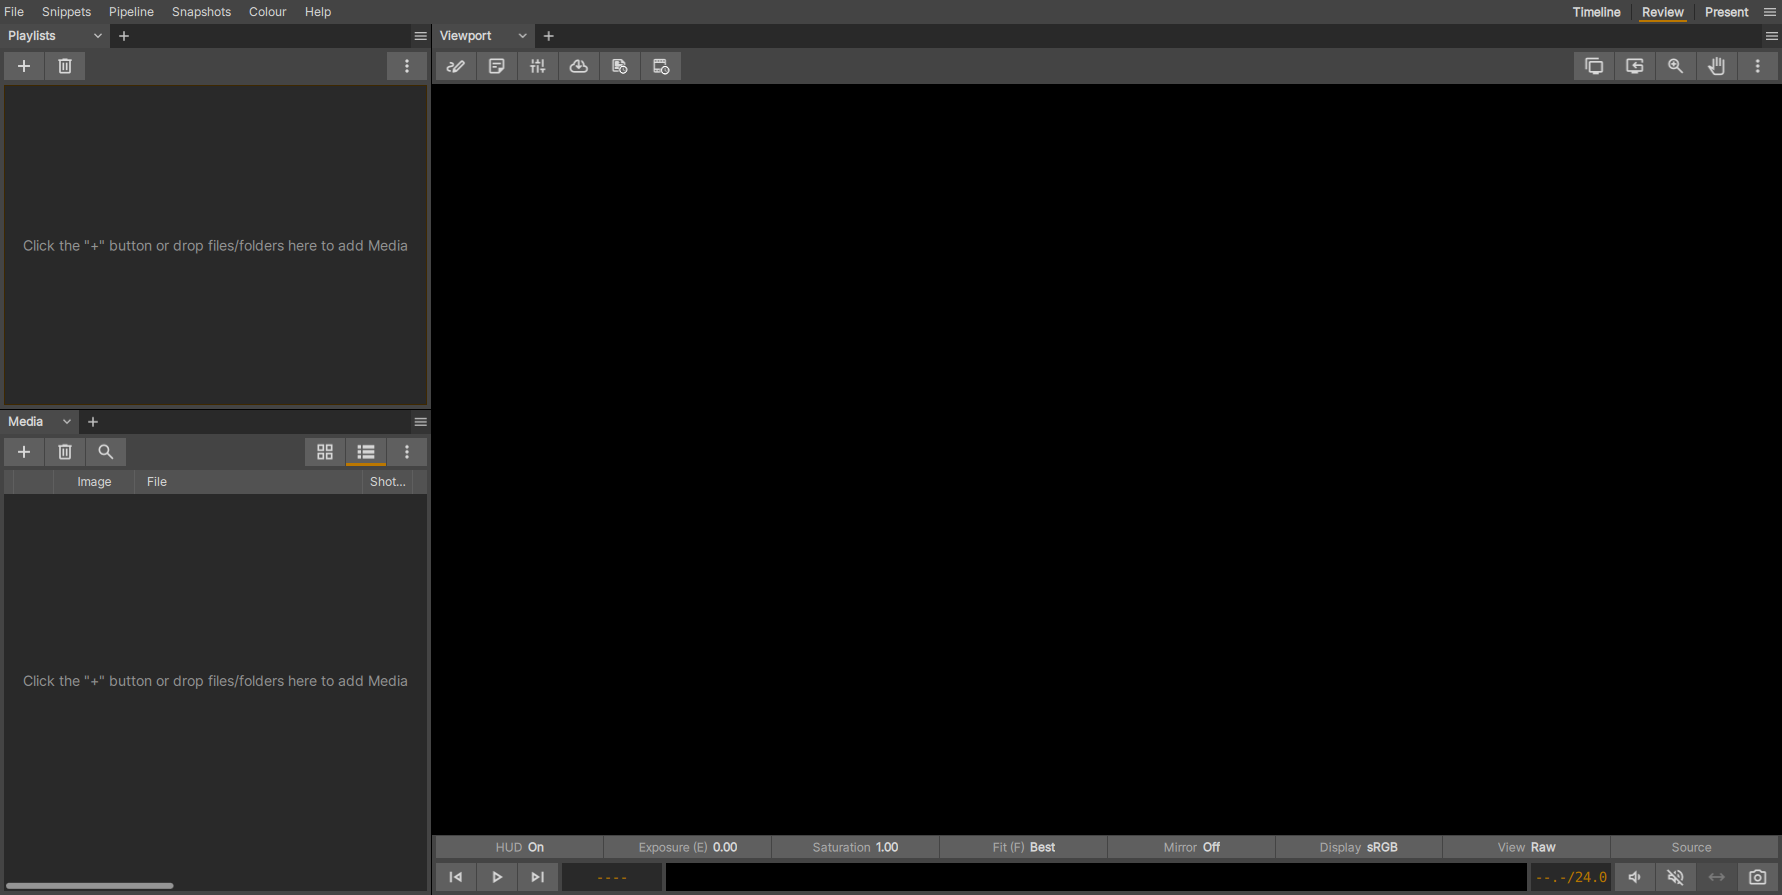 File Snippets Pipeline Snapshots Colour Help Timeline Review Present
Playlists
Viewport
Click the "+" button or drop files/folders here to add Media
Media
Image File Shot...
Click the "+" button or drop files/folders here to add Media
HUD On Exposure (E) 0.00 Saturation 1.00 Fit (F) Best Mirror Off Display sRGB View Raw Source
---- --.-/24.0